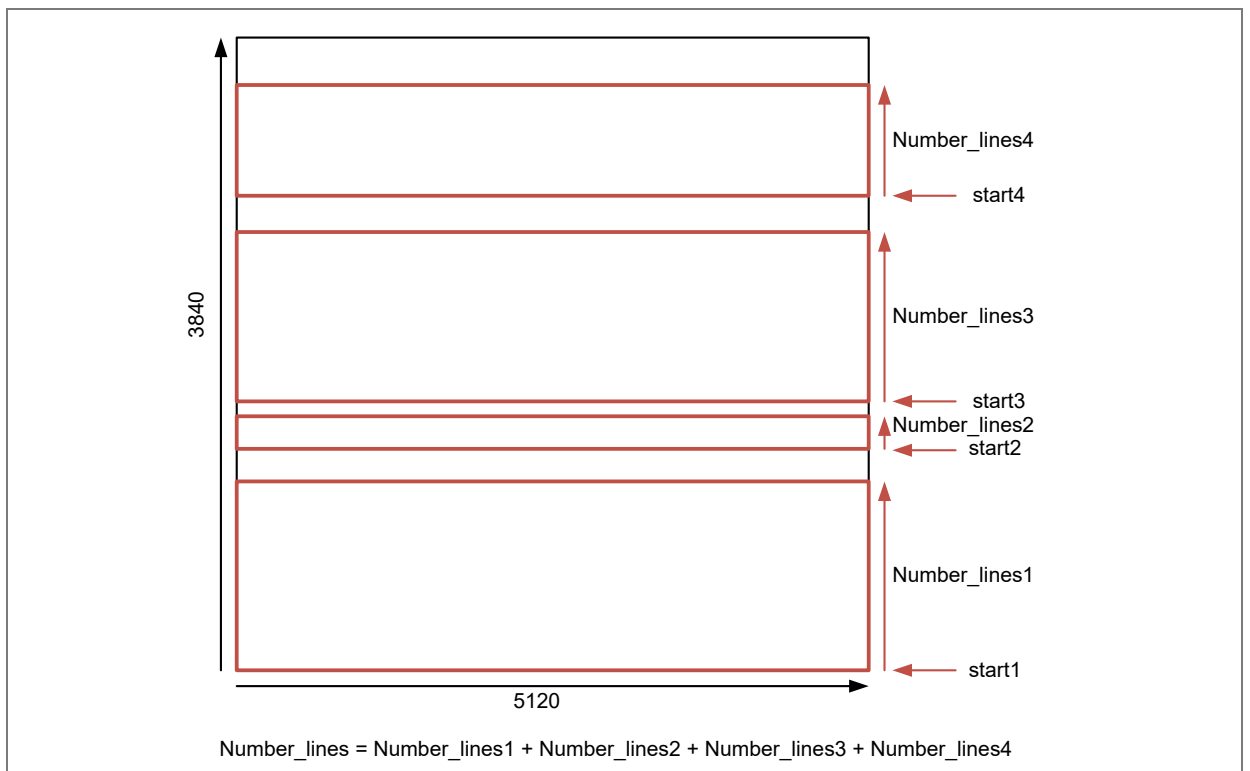 Number_lines4
start4
3840
Number_lines3
start3
Number_lines2
start2
Number_lines1
start1
5120
Number_lines = Number_lines1 + Number_lines2 + Number_lines3 + Number_lines4